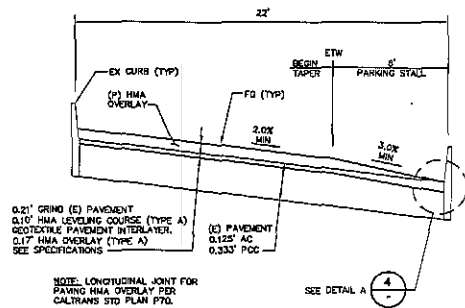 22'
ETW
BEGIN
TAPER
6'
PARKING STALL
EX CURB (TYP)
(P) HMA
OVERLAY
FG (TYP)
2.0%
MIN
3.0%
MIN
0.21' GRIND (E) PAVEMENT
0.10' HMA LEVELING COURSE (TYPE A)
GEOTEXTILE PAVEMENT INTERLAYER.
0.17' HMA OVERLAY (TYPE A)
SEE SPECIFICATIONS
(E) PAVEMENT
0.125' AC
0.333' PCC
NOTE: LONGITUDINAL JOINT FOR
PAVING HMA OVERLAY PER
CALTRANS STD PLAN P70.
SEE DETAIL A
4
-